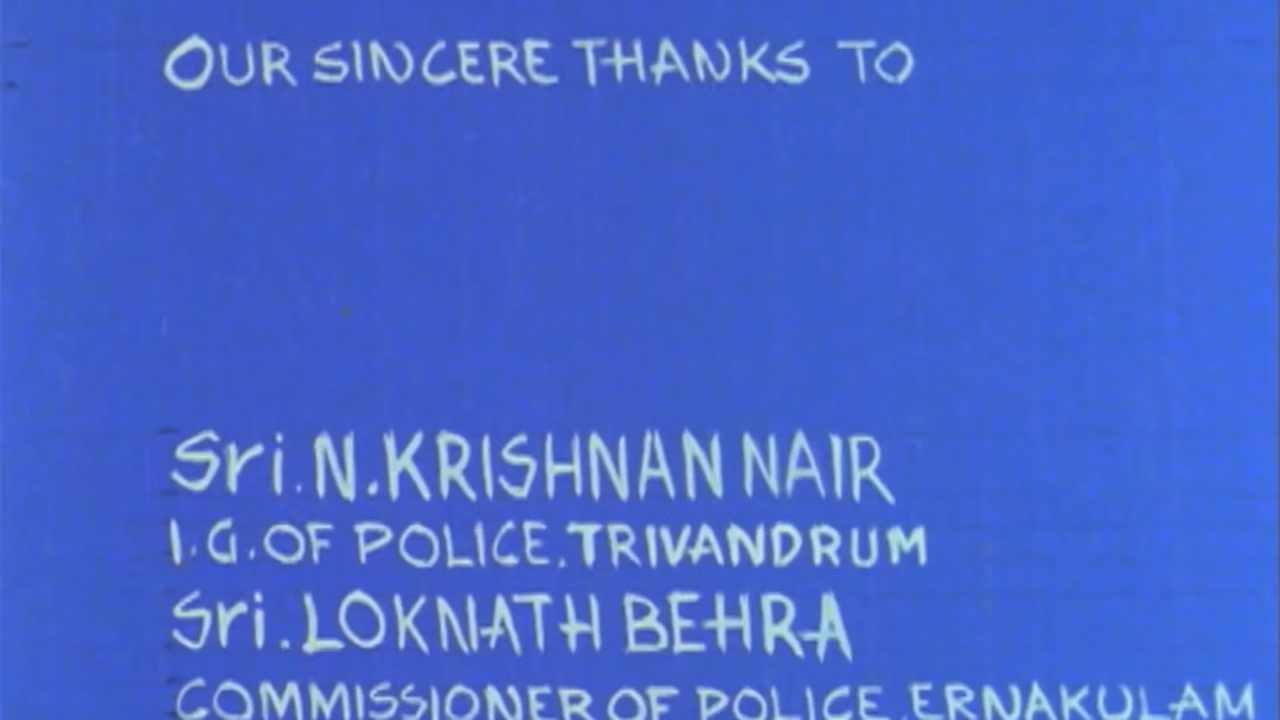 OUR SINCERE THANKS TO
Sri.N.KRISHNAN NAIR
I.G.OF POLICE.TRIVANDRUM
Sri.LOKNATH BEHRA
COMMISSIONER OF POLICE.ERNAKULAM